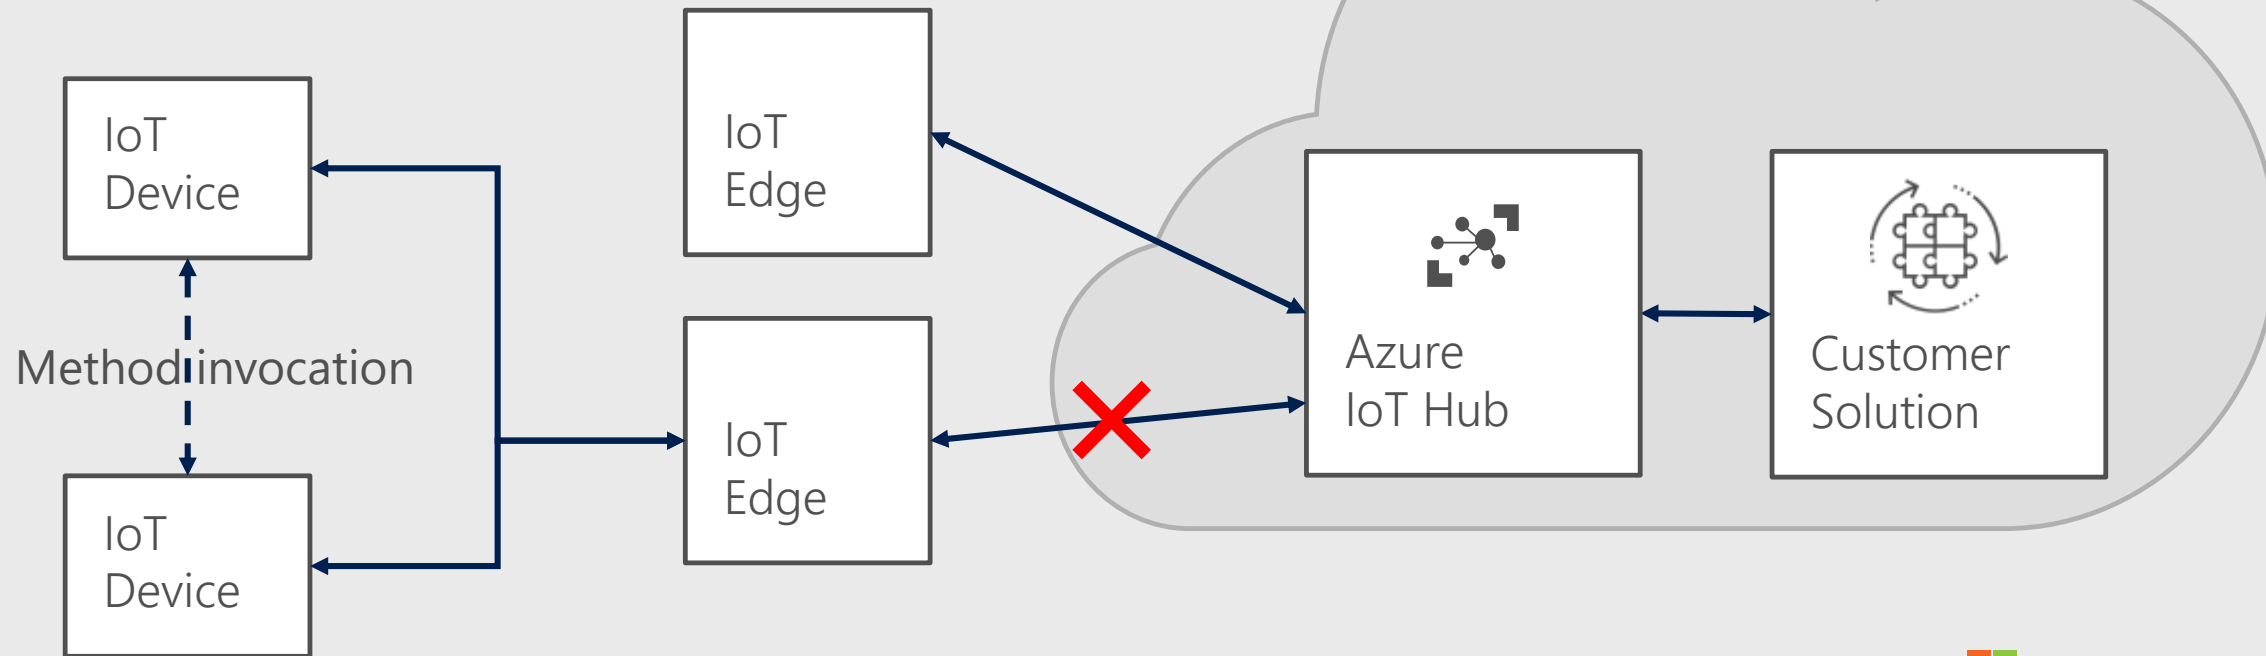 IoT
Device
IoT
Edge
Method invocation
IoT
Edge
IoT
Device
Azure
IoT Hub
Customer
Solution